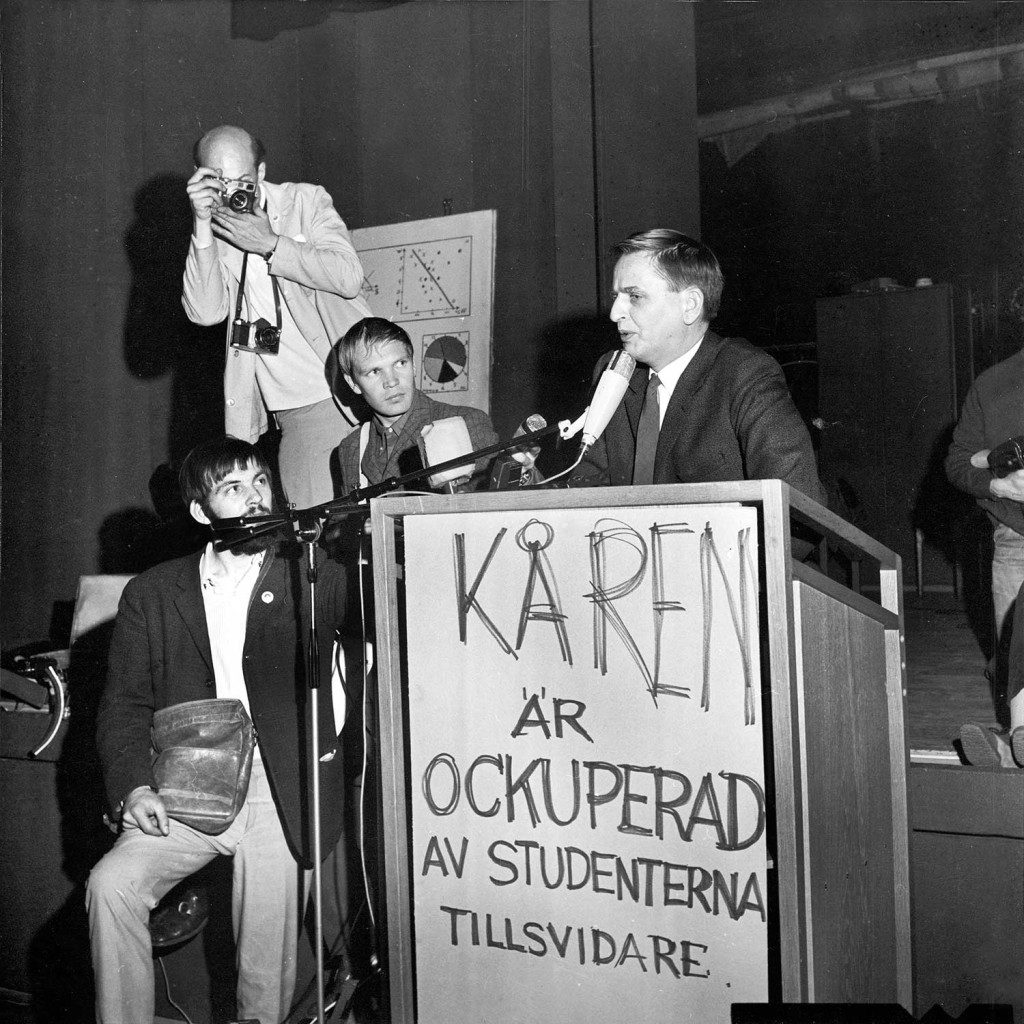 KÅREN
ÄR
OCKUPERAD
AV STUDENTERNA
TILLSVIDARE.